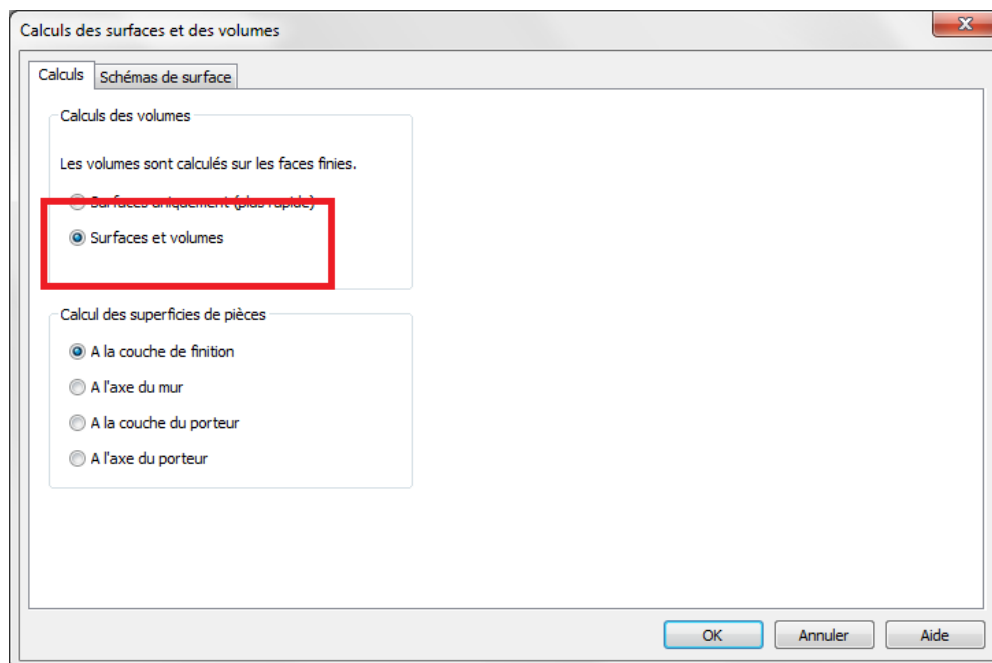 Calculs des surfaces et des volumes
Calculs
Schémas de surface
Calculs des volumes
Les volumes sont calculés sur les faces finies.
Surfaces uniquement (plus rapide)
Surfaces et volumes
Calcul des superficies de pièces
A la couche de finition
A l'axe du mur
A la couche du porteur
A l'axe du porteur
OK
Annuler
Aide